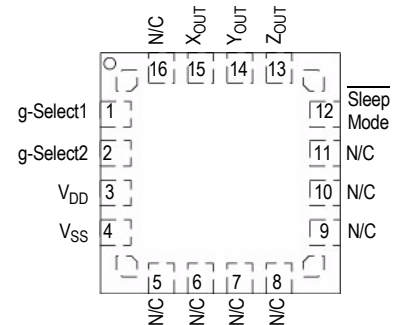 N/C XOUT YOUT ZOUT
16 15 14 13
g-Select1 1 12 Sleep Mode
g-Select2 2 11 N/C
VDD 3 10 N/C
VSS 4 9 N/C
5 6 7 8
N/C N/C N/C N/C